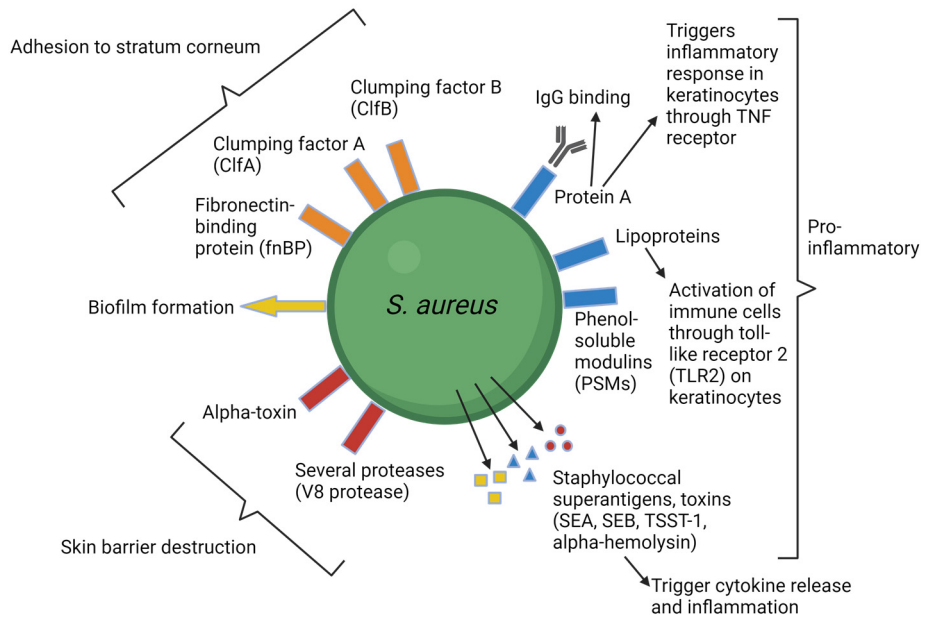 Adhesion to stratum corneum
Clumping factor B
(ClfB)
Clumping factor A
(ClfA)
Fibronectin-
binding
protein (fnBP)
Biofilm formation
Alpha-toxin
Several proteases
(V8 protease)
Skin barrier destruction
S. aureus
IgG binding
Protein A
Triggers
inflammatory
response in
keratinocytes
through TNF
receptor
Lipoproteins
Activation of
immune cells
through toll-
like receptor 2
(TLR2) on
keratinocytes
Phenol-
soluble
modulins
(PSMs)
Staphylococcal
superantigens, toxins
(SEA, SEB, TSST-1,
alpha-hemolysin)
Trigger cytokine release
and inflammation
Pro-
inflammatory